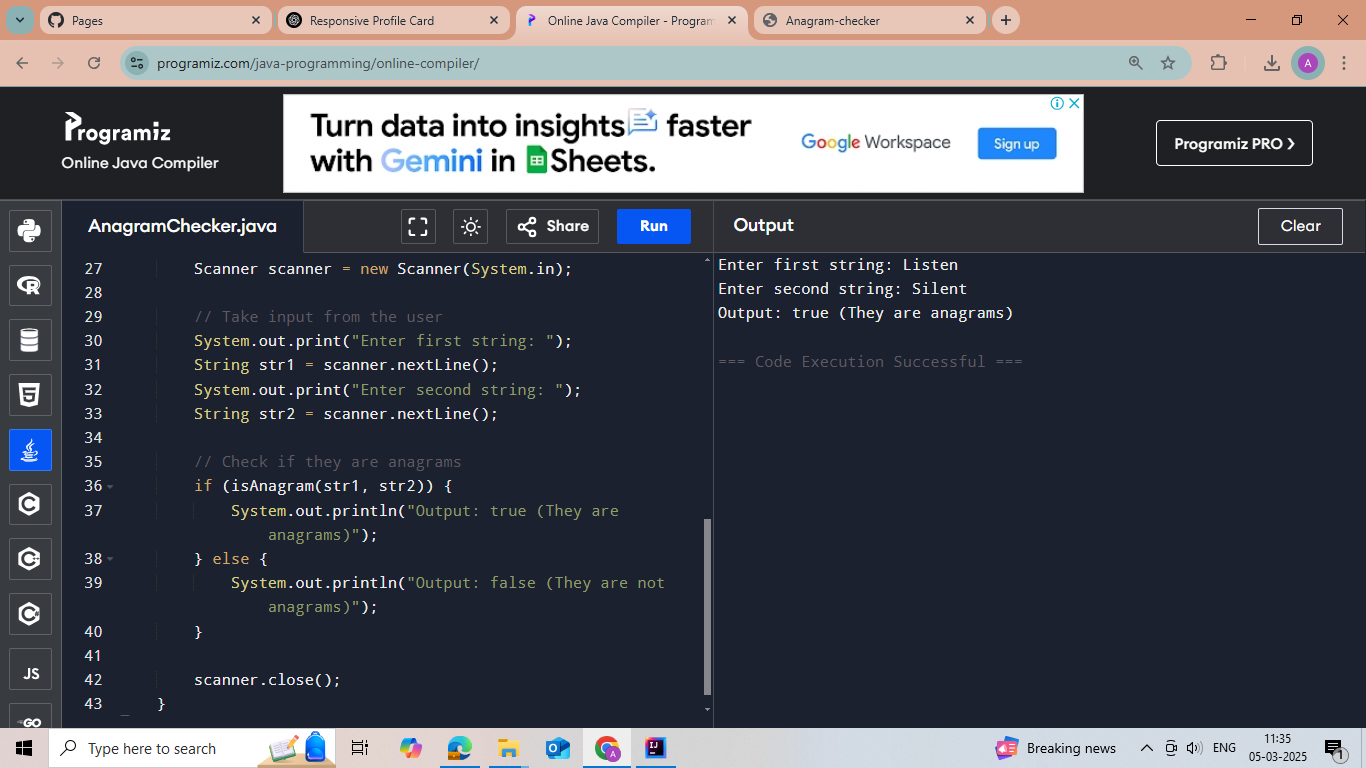 Pages
Responsive Profile Card
Online Java Compiler - Program
Anagram-checker
programiz.com/java-programming/online-compiler/
A
Programiz
Online Java Compiler
Turn data into insights faster
with Gemini in Sheets.
Google Workspace
Sign up
Programiz PRO
AnagramChecker.java
Share
Run
Output
Clear
27 Scanner scanner = new Scanner(System.in);
28
29 // Take input from the user
30 System.out.print("Enter first string: ");
31 String str1 = scanner.nextLine();
32 System.out.print("Enter second string: ");
33 String str2 = scanner.nextLine();
34
35 // Check if they are anagrams
36 if (isAnagram(str1, str2)) {
37 System.out.println("Output: true (They are
anagrams)");
38 } else {
39 System.out.println("Output: false (They are not
anagrams)");
40 }
41
42 scanner.close();
43 }
Enter first string: Listen
Enter second string: Silent
Output: true (They are anagrams)
=== Code Execution Successful ===
R
5
C
C
C
JS
GO
Type here to search
A
IJ
Breaking news
ENG
11:35
05-03-2025
1